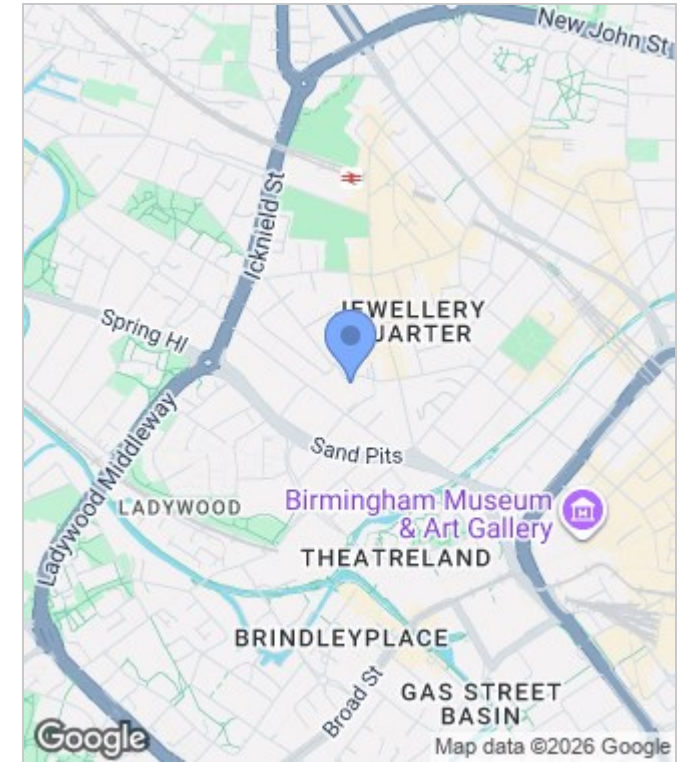 New John St
Icknield St
JEWELLERY
QUARTER
Spring Hl
Sand Pits
Ladywood Middleway
LADYWOOD
Birmingham Museum
& Art Gallery
THEATRELAND
BRINDLEYPLACE
Broad St
GAS STREET
BASIN
Google
Map data ©2026 Google